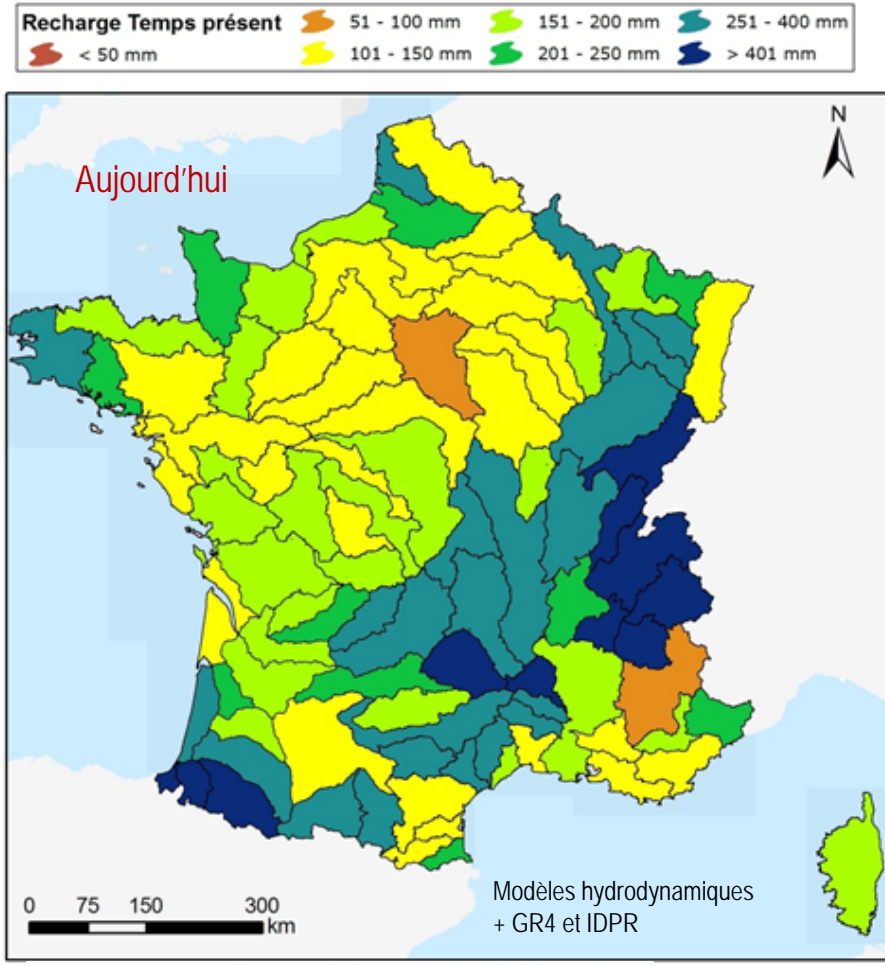 Recharge Temps présent
51 - 100 mm
151 - 200 mm
251 - 400 mm
< 50 mm
101 - 150 mm
201 - 250 mm
> 401 mm
Aujourd'hui
N
Modèles hydrodynamiques
+ GR4 et IDPR
0 75 150 300
km